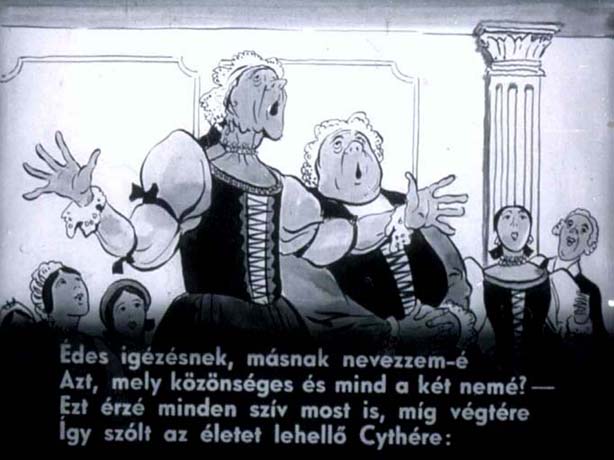 Édes igézésnek, másnak nevezzem-é
Azt, mely közönséges és mind a két nemé? —
Ezt érzé minden szív most is, míg végtére
Így szólt az életet lehellő Cythére: